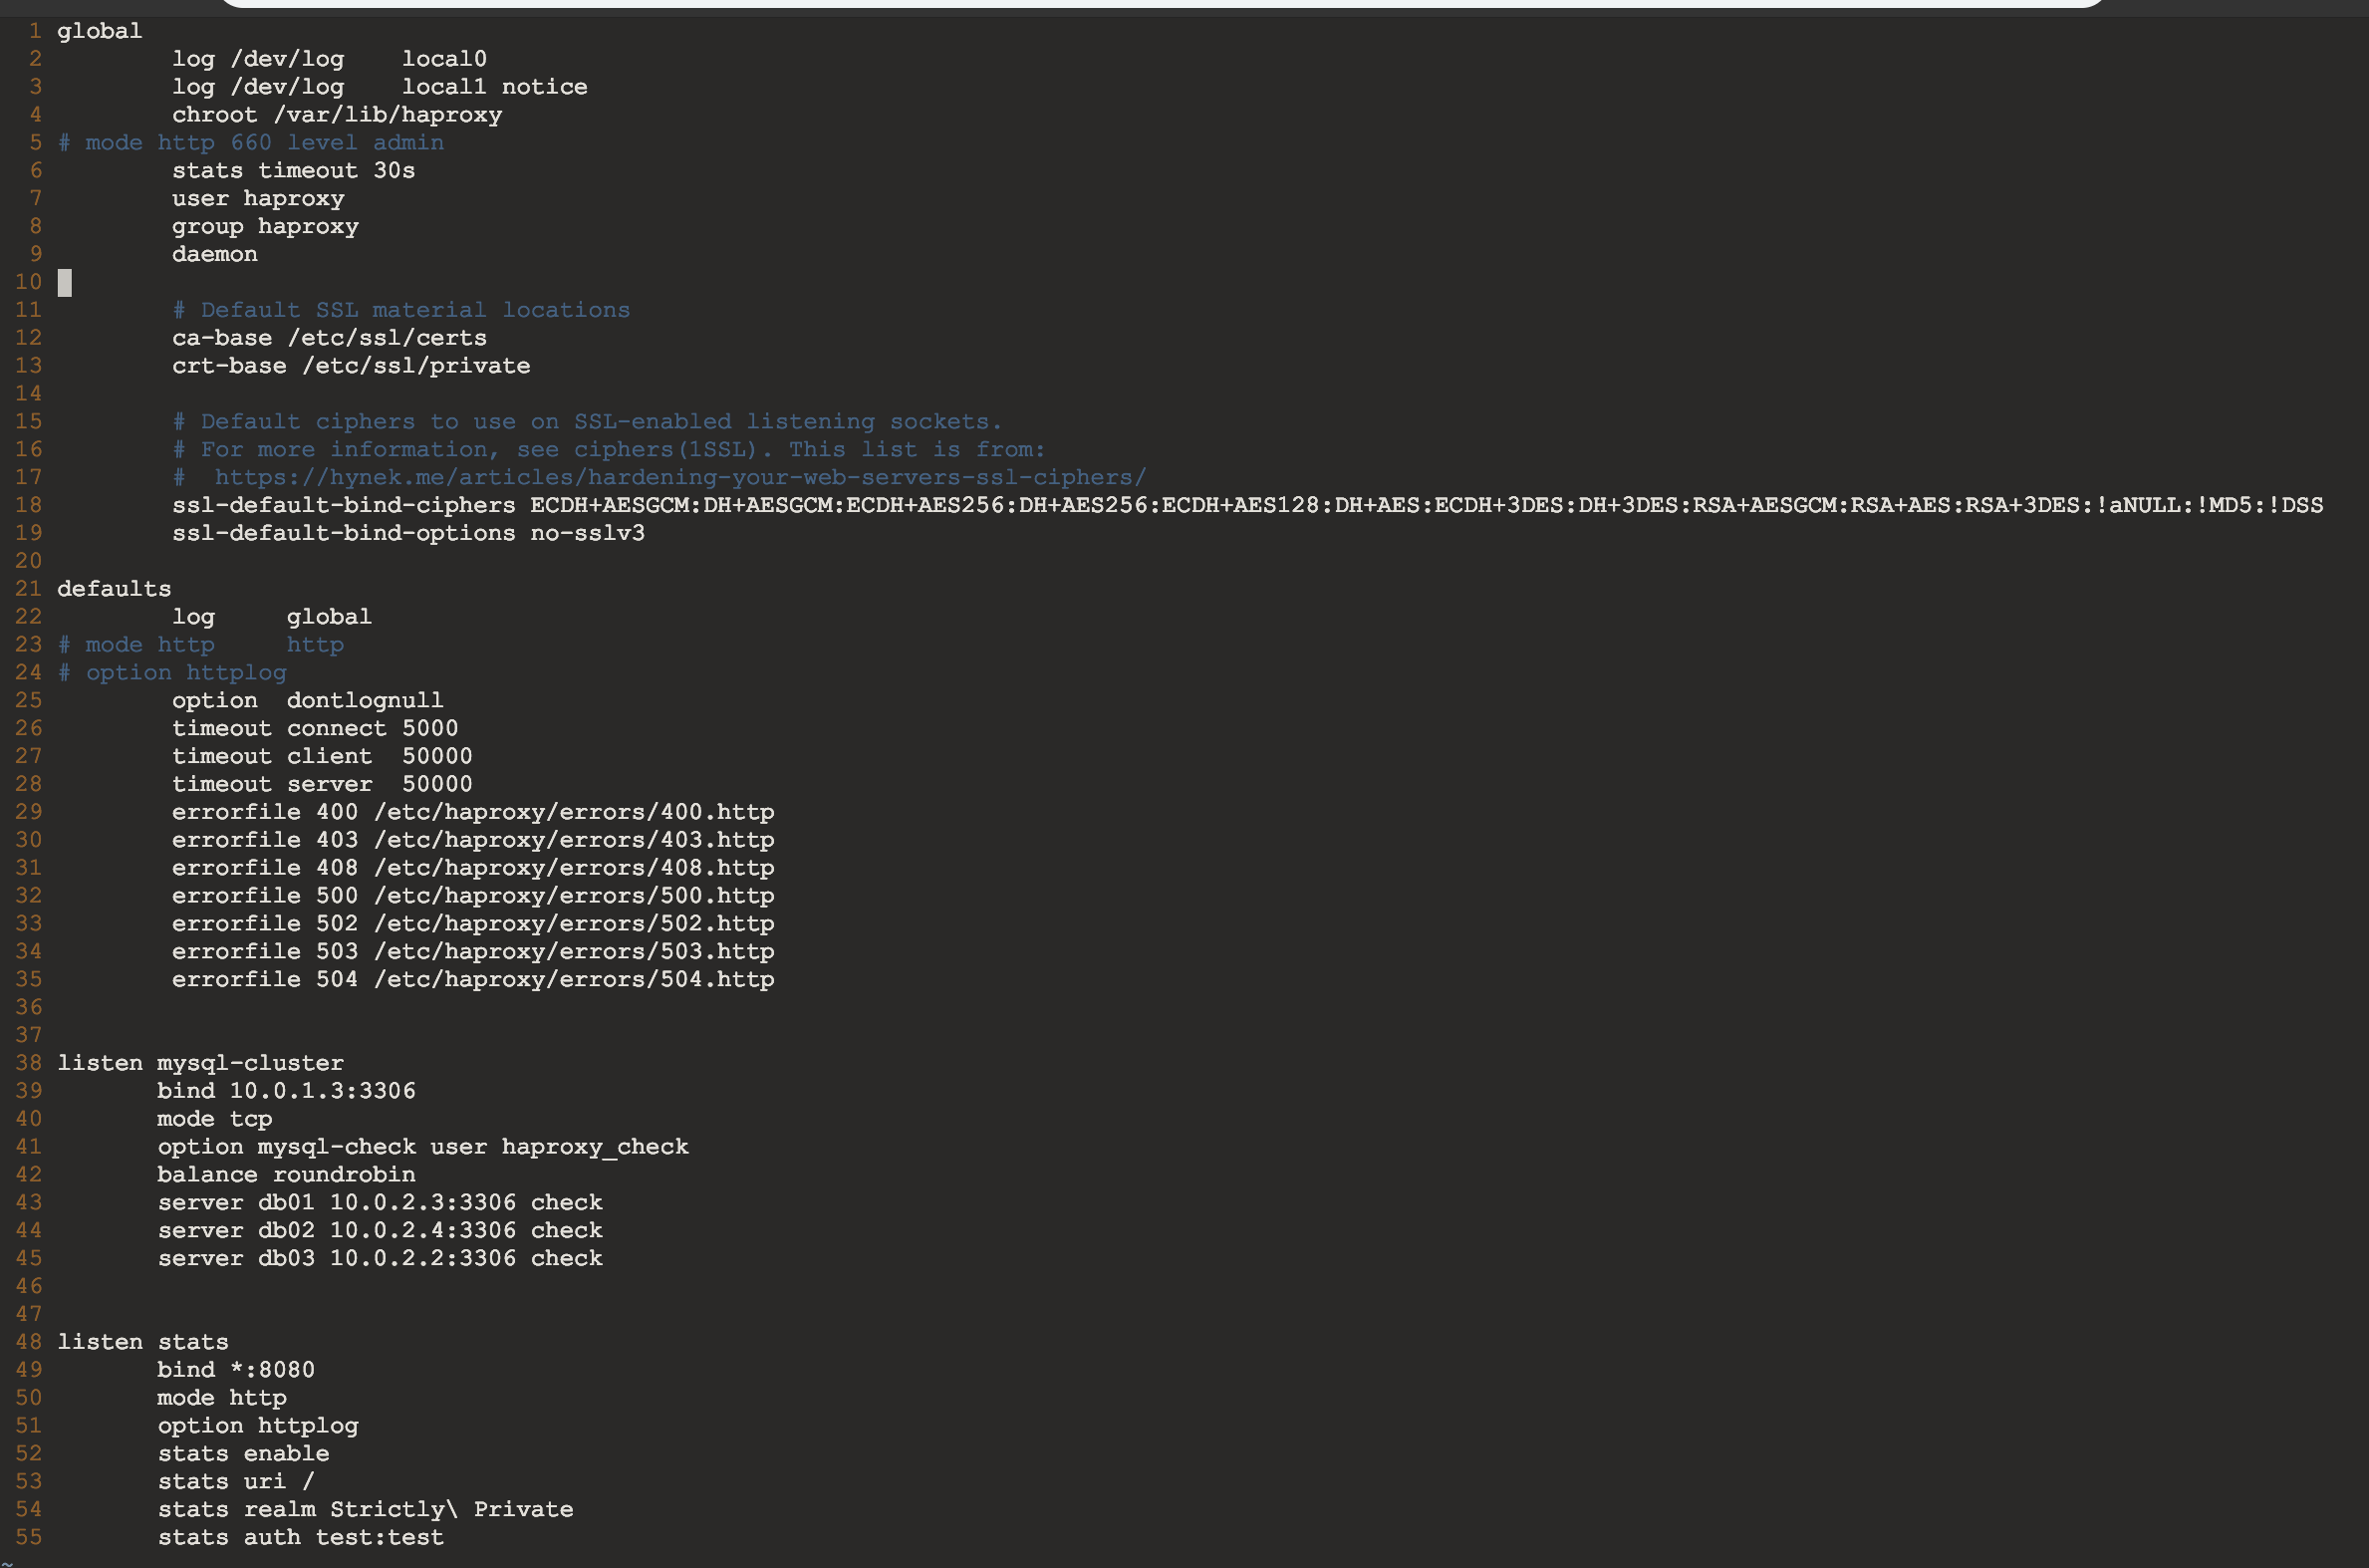 1 global
2         log /dev/log    local0
3         log /dev/log    local1 notice
4         chroot /var/lib/haproxy
5 # mode http 660 level admin
6         stats timeout 30s
7         user haproxy
8         group haproxy
9         daemon
10
11         # Default SSL material locations
12         ca-base /etc/ssl/certs
13         crt-base /etc/ssl/private
14
15         # Default ciphers to use on SSL-enabled listening sockets.
16         # For more information, see ciphers(1SSL). This list is from:
17         #  https://hynek.me/articles/hardening-your-web-servers-ssl-ciphers/
18         ssl-default-bind-ciphers ECDH+AESGCM:DH+AESGCM:ECDH+AES256:DH+AES256:ECDH+AES128:DH+AES:ECDH+3DES:DH+3DES:RSA+AESGCM:RSA+AES:RSA+3DES:!aNULL:!MD5:!DSS
19         ssl-default-bind-options no-sslv3
20
21 defaults
22         log     global
23 # mode http     http
24 # option httplog
25         option  dontlognull
26         timeout connect 5000
27         timeout client  50000
28         timeout server  50000
29         errorfile 400 /etc/haproxy/errors/400.http
30         errorfile 403 /etc/haproxy/errors/403.http
31         errorfile 408 /etc/haproxy/errors/408.http
32         errorfile 500 /etc/haproxy/errors/500.http
33         errorfile 502 /etc/haproxy/errors/502.http
34         errorfile 503 /etc/haproxy/errors/503.http
35         errorfile 504 /etc/haproxy/errors/504.http
36
37
38 listen mysql-cluster
39        bind 10.0.1.3:3306
40        mode tcp
41        option mysql-check user haproxy_check
42        balance roundrobin
43        server db01 10.0.2.3:3306 check
44        server db02 10.0.2.4:3306 check
45        server db03 10.0.2.2:3306 check
46
47
48 listen stats
49        bind *:8080
50        mode http
51        option httplog
52        stats enable
53        stats uri /
54        stats realm Strictly\ Private
55        stats auth test:test
~